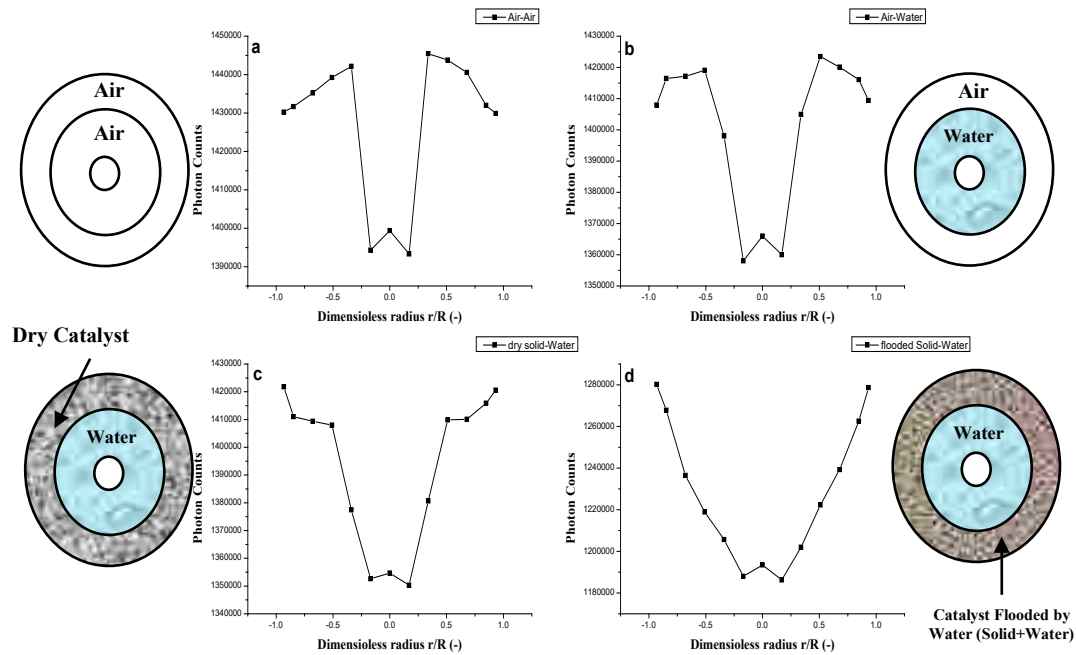 Air-Air
a
1450000
1440000
1430000
1420000
1410000
1400000
1390000
Photon Counts
-1.0 -0.5 0.0 0.5 1.0
Dimensioless radius r/R (-)
Air
Air
Air-Water
b
1420000
1410000
1400000
1390000
1380000
1370000
1360000
1350000
Photon Counts
-1.0 -0.5 0.0 0.5 1.0
Dimensioless radius r/R (-)
Air
Water
Dry Catalyst
Water
dry solid-Water
c
1430000
1420000
1410000
1400000
1390000
1380000
1370000
1360000
1350000
1340000
Photon Counts
-1.0 -0.5 0.0 0.5 1.0
Dimensioless radius r/R (-)
flooded Solid-Water
d
1280000
1260000
1240000
1220000
1200000
1180000
Photon Counts
-1.0 -0.5 0.0 0.5 1.0
Dimensioless radius r/R (-)
Water
Catalyst Flooded by
Water (Solid+Water)